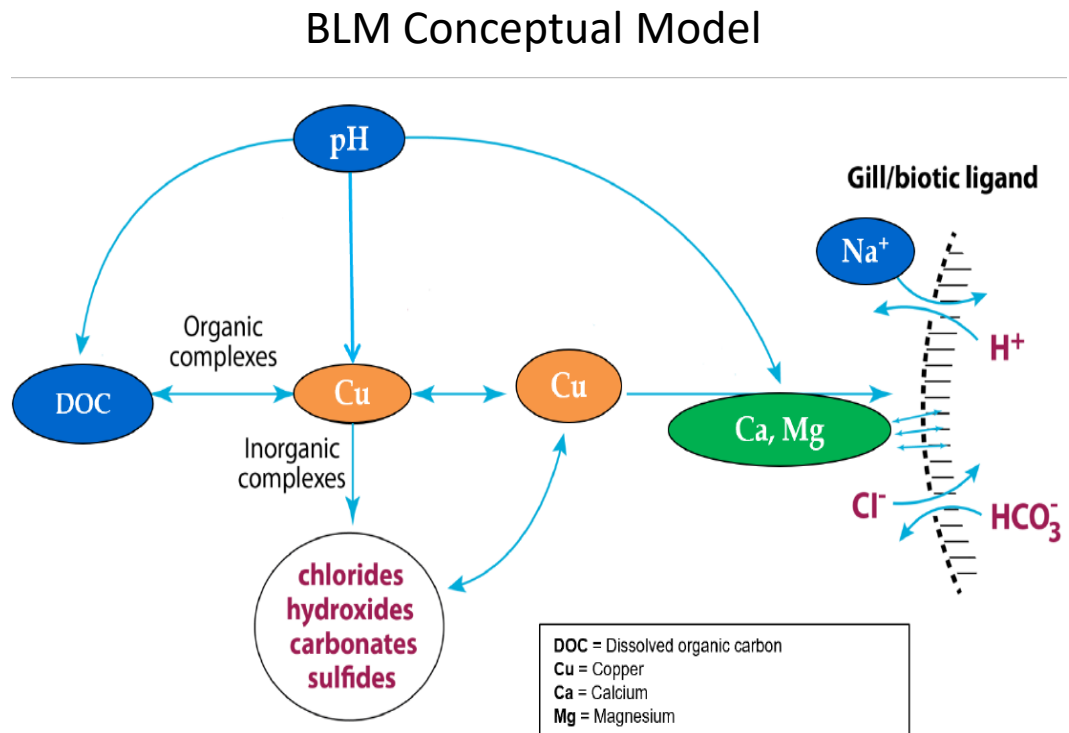 BLM Conceptual Model
pH
Gill/biotic ligand
Na⁺
H⁺
Organic
complexes
DOC
Cu
Cu
Ca, Mg
Inorganic
complexes
Cl⁻
HCO₃⁻
chlorides
hydroxides
carbonates
sulfides
DOC = Dissolved organic carbon
Cu = Copper
Ca = Calcium
Mg = Magnesium